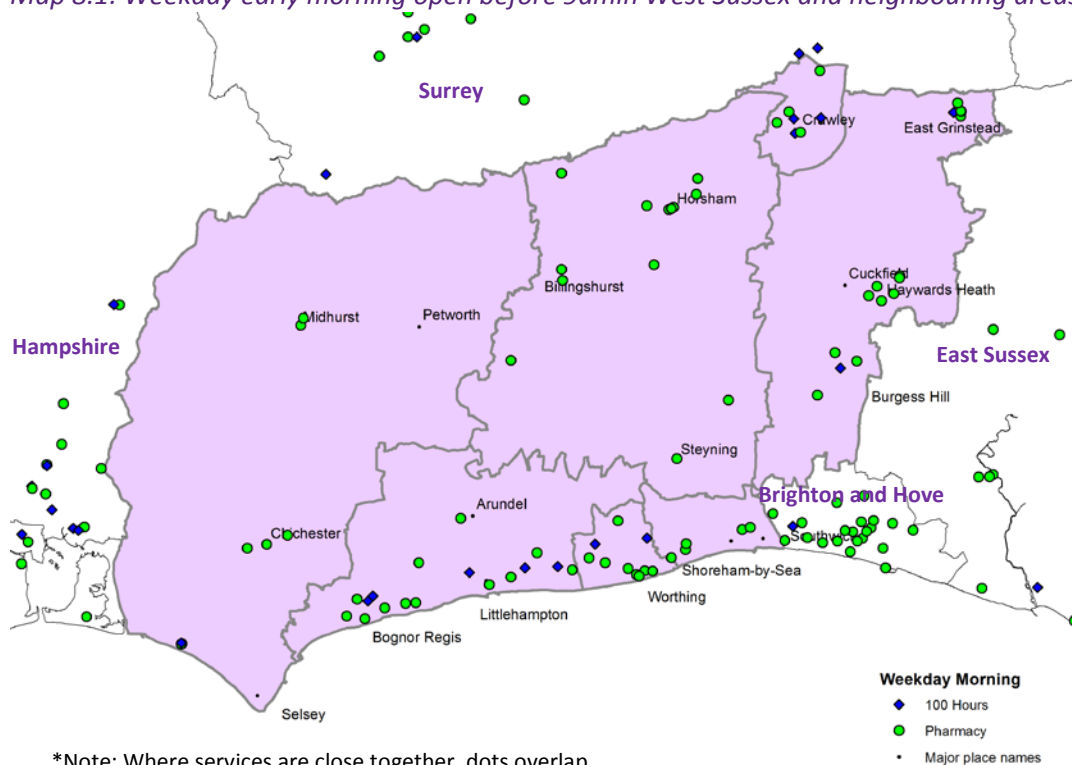 Map 8.1: Weekday early morning open before 9am in West Sussex and neighbouring areas
Surrey
Crawley
East Grinstead
Horsham
Cuckfield
Haywards Heath
Billingshurst
Midhurst
Petworth
Hampshire
East Sussex
Burgess Hill
Steyning
Brighton and Hove
Arundel
Chichester
Southwick
Shoreham-by-Sea
Worthing
Littlehampton
Bognor Regis
Selsey
Weekday Morning
100 Hours
Pharmacy
Major place names
*Note: Where services are close together, dots overlap